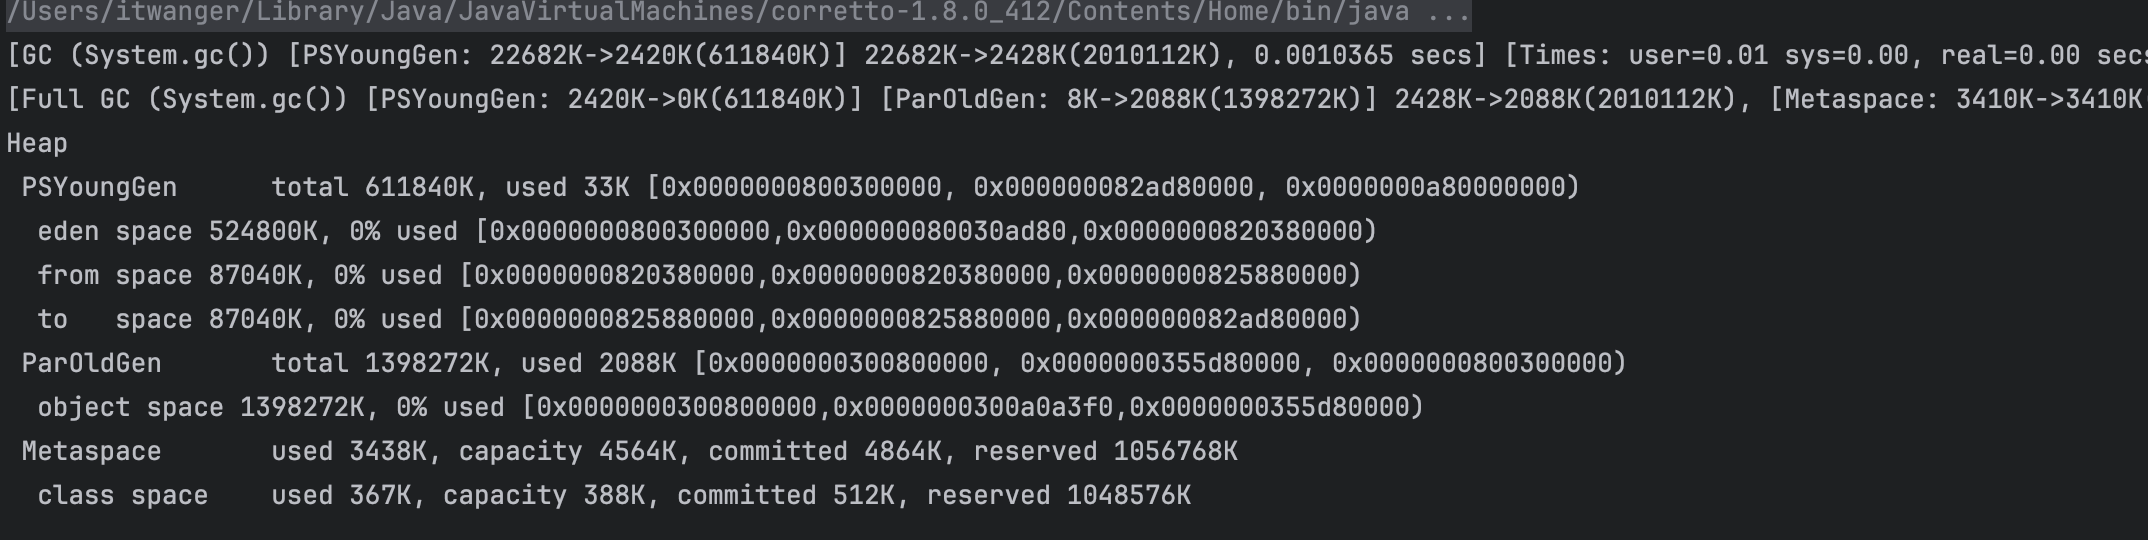 /Users/itwanger/Library/Java/JavaVirtualMachines/corretto-1.8.0_412/Contents/Home/bin/java ...
[GC (System.gc()) [PSYoungGen: 22682K->2420K(611840K)] 22682K->2428K(2010112K), 0.0010365 secs] [Times: user=0.01 sys=0.00, real=0.00 secs
[Full GC (System.gc()) [PSYoungGen: 2420K->0K(611840K)] [ParOldGen: 8K->2088K(1398272K)] 2428K->2088K(2010112K), [Metaspace: 3410K->3410K
Heap
 PSYoungGen      total 611840K, used 33K [0x0000000800300000, 0x000000082ad80000, 0x0000000a80000000)
  eden space 524800K, 0% used [0x0000000800300000,0x000000080030ad80,0x0000000820380000)
  from space 87040K, 0% used [0x0000000820380000,0x0000000820380000,0x0000000825880000)
  to   space 87040K, 0% used [0x0000000825880000,0x0000000825880000,0x000000082ad80000)
 ParOldGen       total 1398272K, used 2088K [0x0000000300800000, 0x0000000355d80000, 0x0000000800300000)
  object space 1398272K, 0% used [0x0000000300800000,0x0000000300a0a3f0,0x0000000355d80000)
 Metaspace       used 3438K, capacity 4564K, committed 4864K, reserved 1056768K
  class space    used 367K, capacity 388K, committed 512K, reserved 1048576K